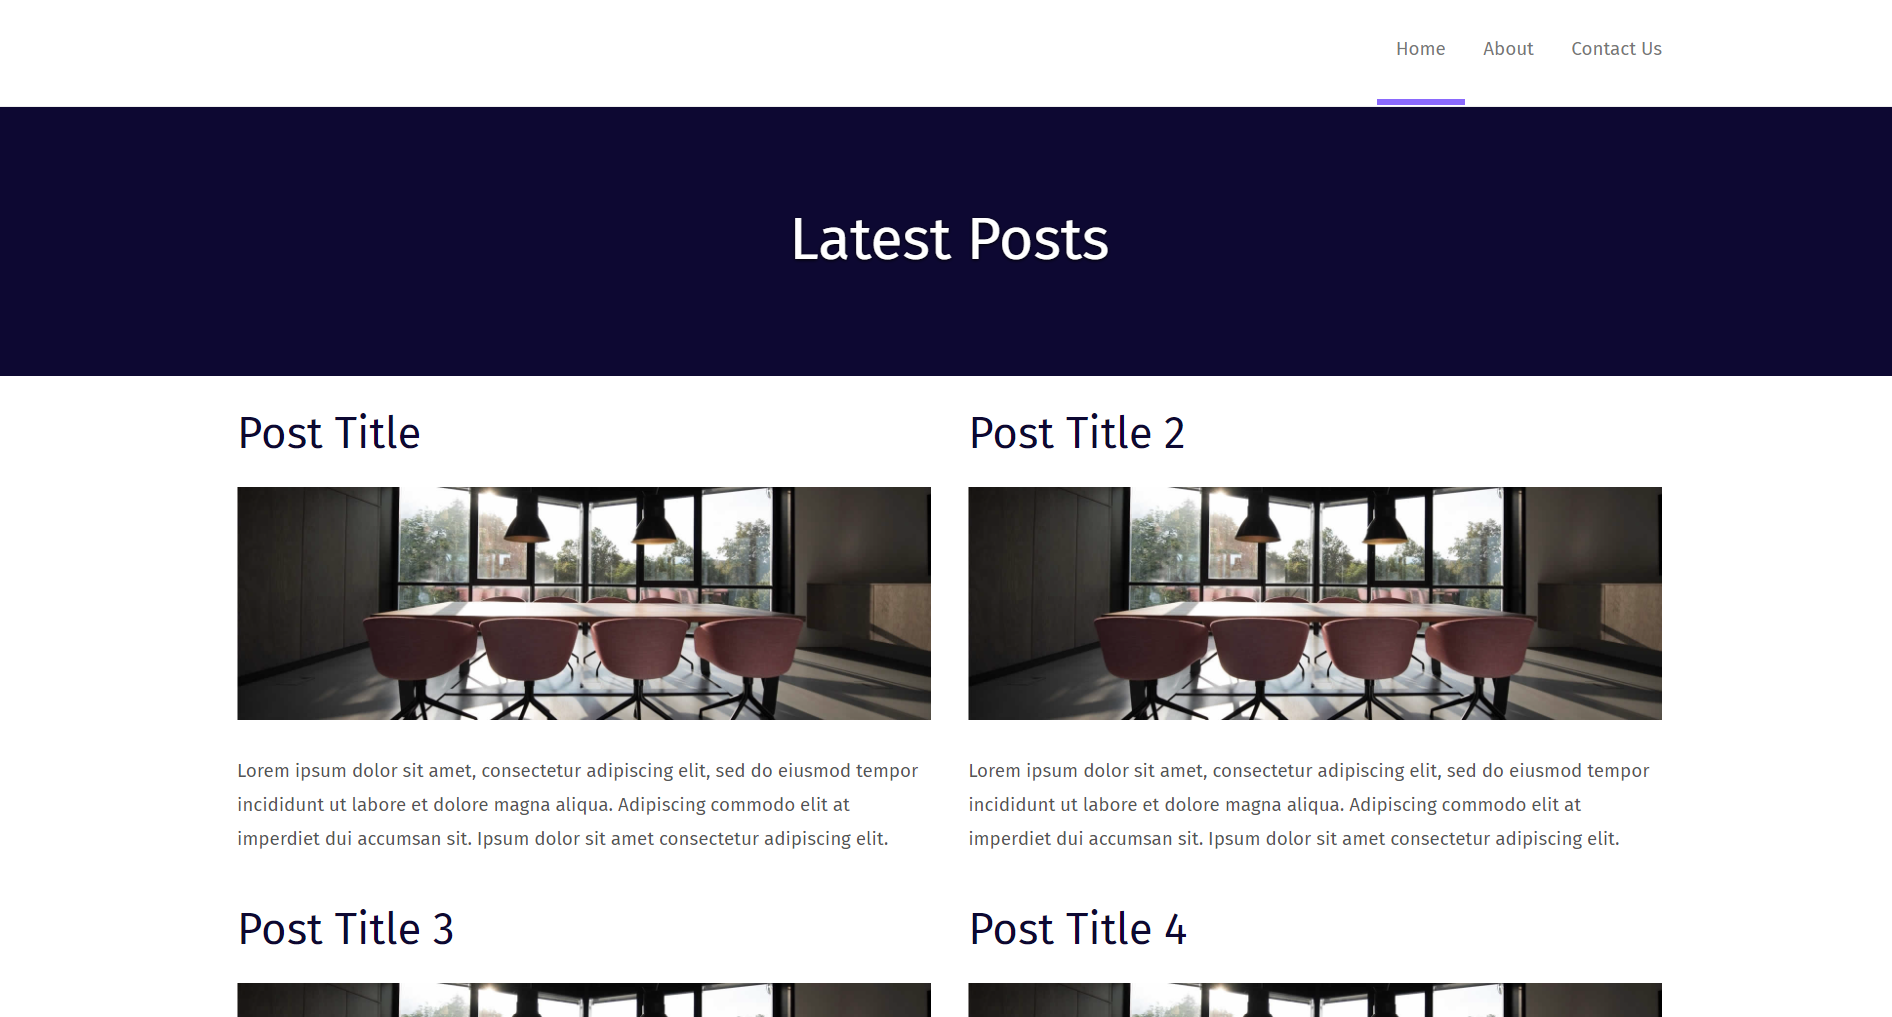 Home About Contact Us
Latest Posts
Post Title
Lorem ipsum dolor sit amet, consectetur adipiscing elit, sed do eiusmod tempor
incididunt ut labore et dolore magna aliqua. Adipiscing commodo elit at
imperdiet dui accumsan sit. Ipsum dolor sit amet consectetur adipiscing elit.
Post Title 2
Lorem ipsum dolor sit amet, consectetur adipiscing elit, sed do eiusmod tempor
incididunt ut labore et dolore magna aliqua. Adipiscing commodo elit at
imperdiet dui accumsan sit. Ipsum dolor sit amet consectetur adipiscing elit.
Post Title 3
Post Title 4